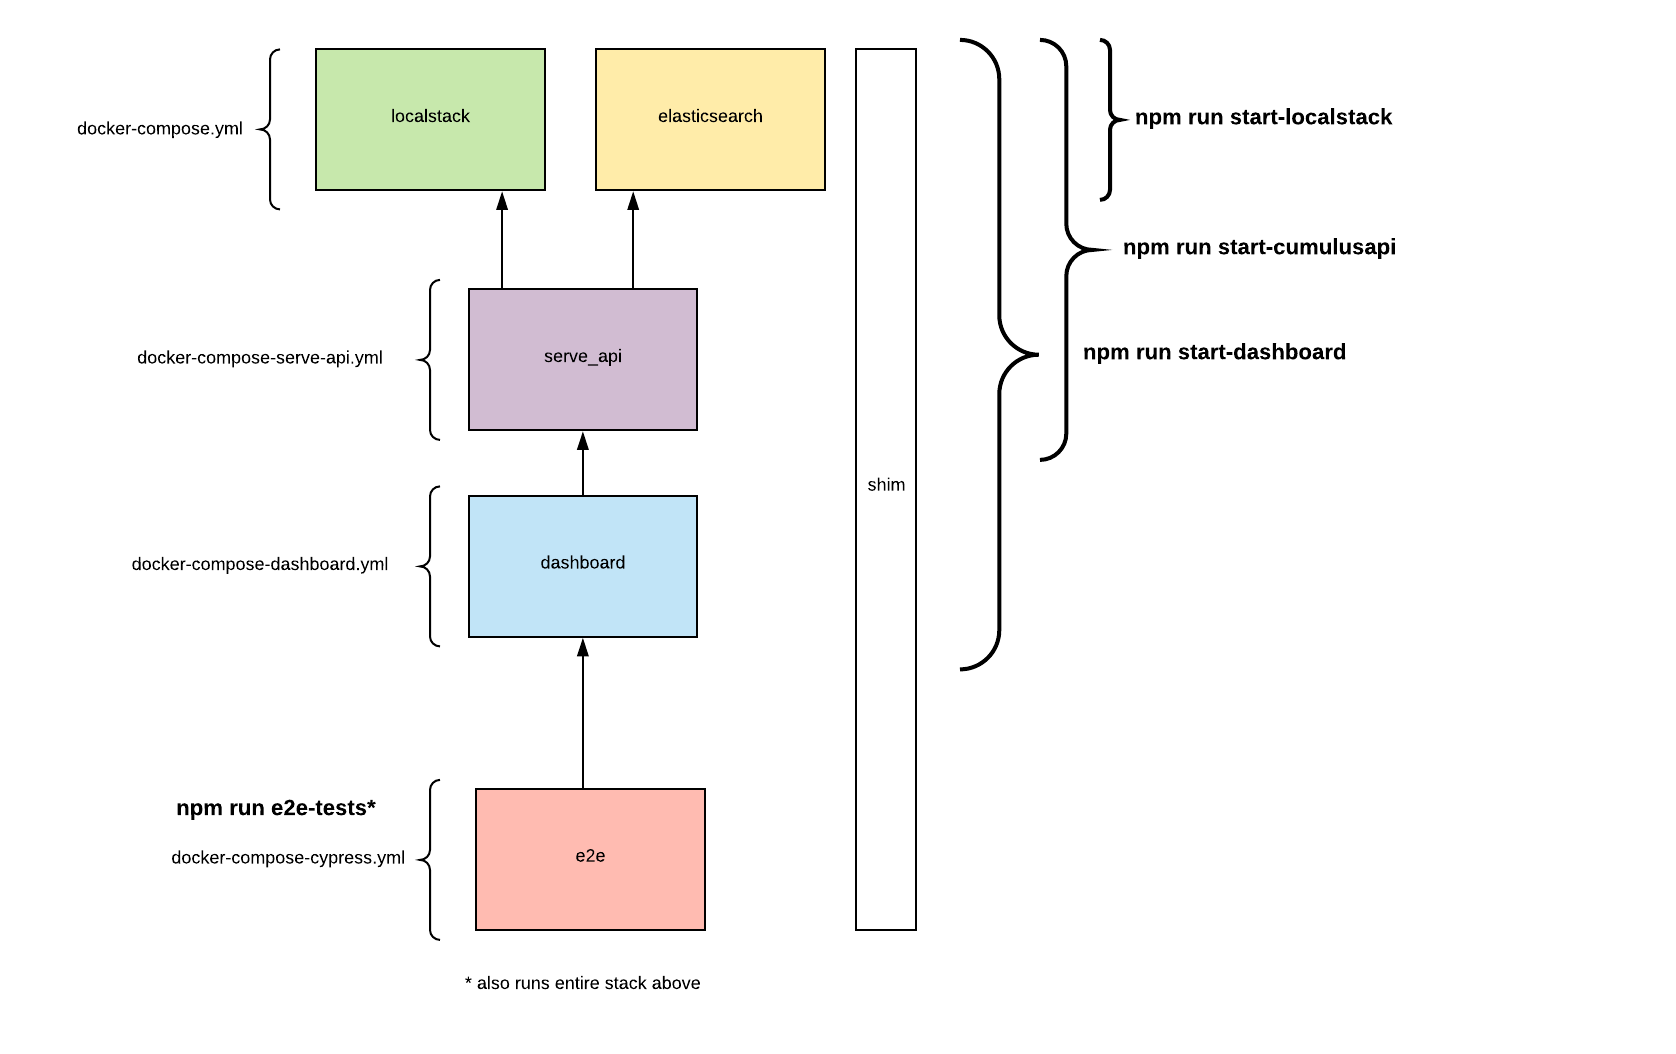 docker-compose.yml
localstack
elasticsearch
npm run start-localstack
npm run start-cumulusapi
docker-compose-serve-api.yml
serve_api
npm run start-dashboard
shim
docker-compose-dashboard.yml
dashboard
npm run e2e-tests*
docker-compose-cypress.yml
e2e
* also runs entire stack above